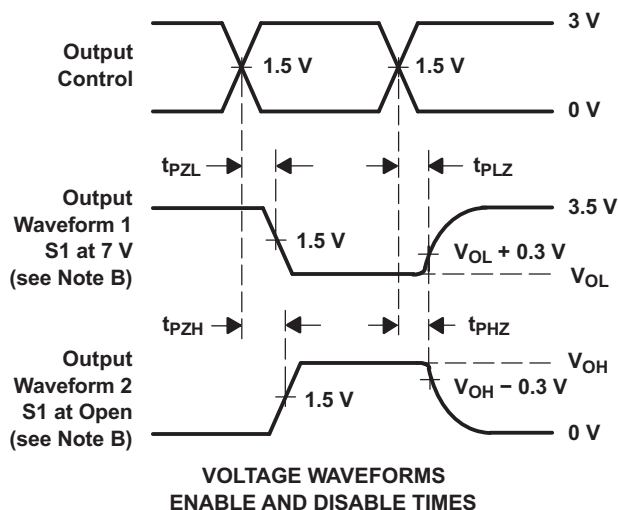 3 V
Output
Control
1.5 V
1.5 V
0 V
tPZL
tPLZ
Output
Waveform 1
S1 at 7 V
(see Note B)
3.5 V
1.5 V
VOL + 0.3 V
VOL
tPZH
tPHZ
Output
Waveform 2
S1 at Open
(see Note B)
VOH
VOH − 0.3 V
1.5 V
0 V
VOLTAGE WAVEFORMS
ENABLE AND DISABLE TIMES